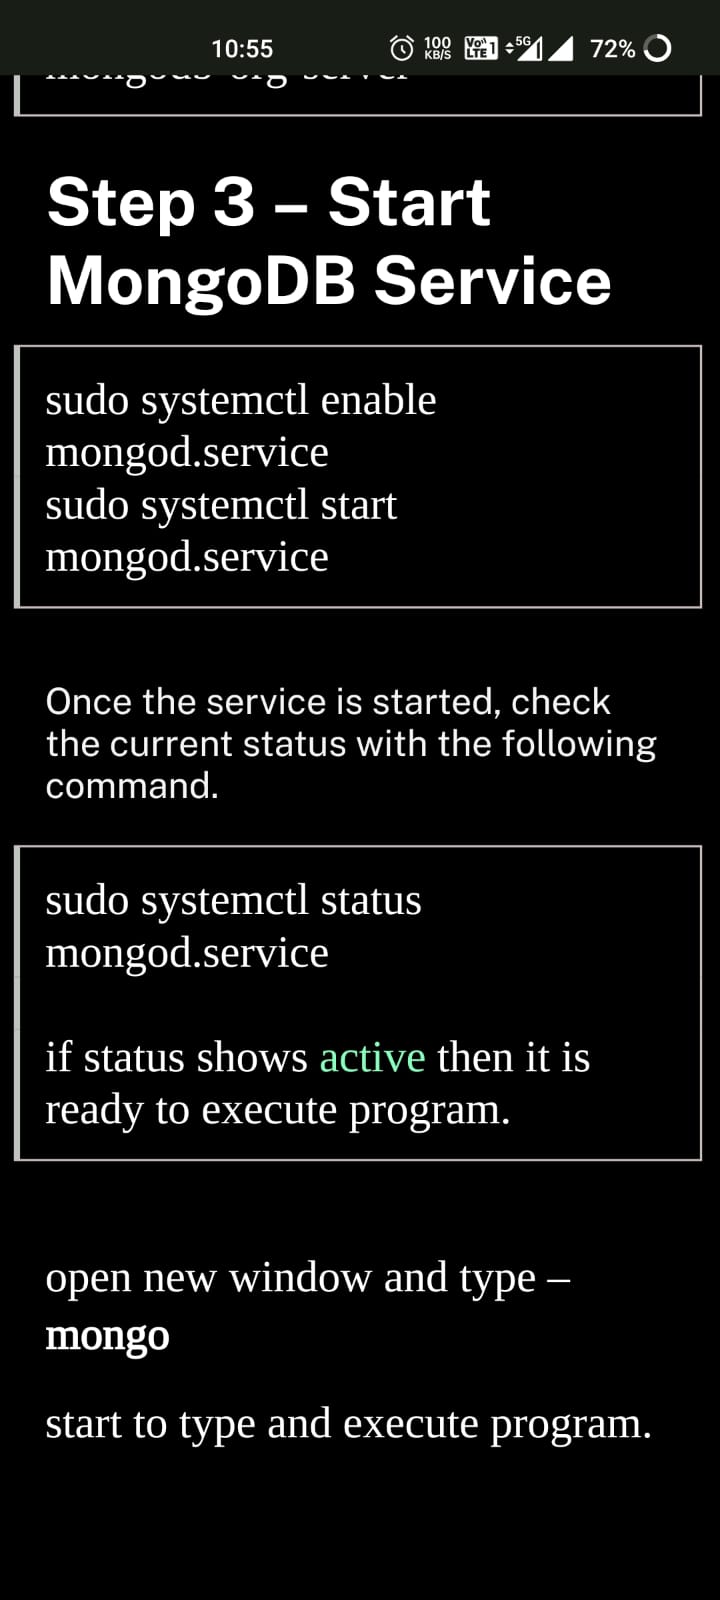 10:55 100 KB/S Vo) LTE 1 5G 72%
Step 3 – Start
MongoDB Service
sudo systemctl enable
mongod.service
sudo systemctl start
mongod.service
Once the service is started, check
the current status with the following
command.
sudo systemctl status
mongod.service
if status shows active then it is
ready to execute program.
open new window and type –
mongo
start to type and execute program.